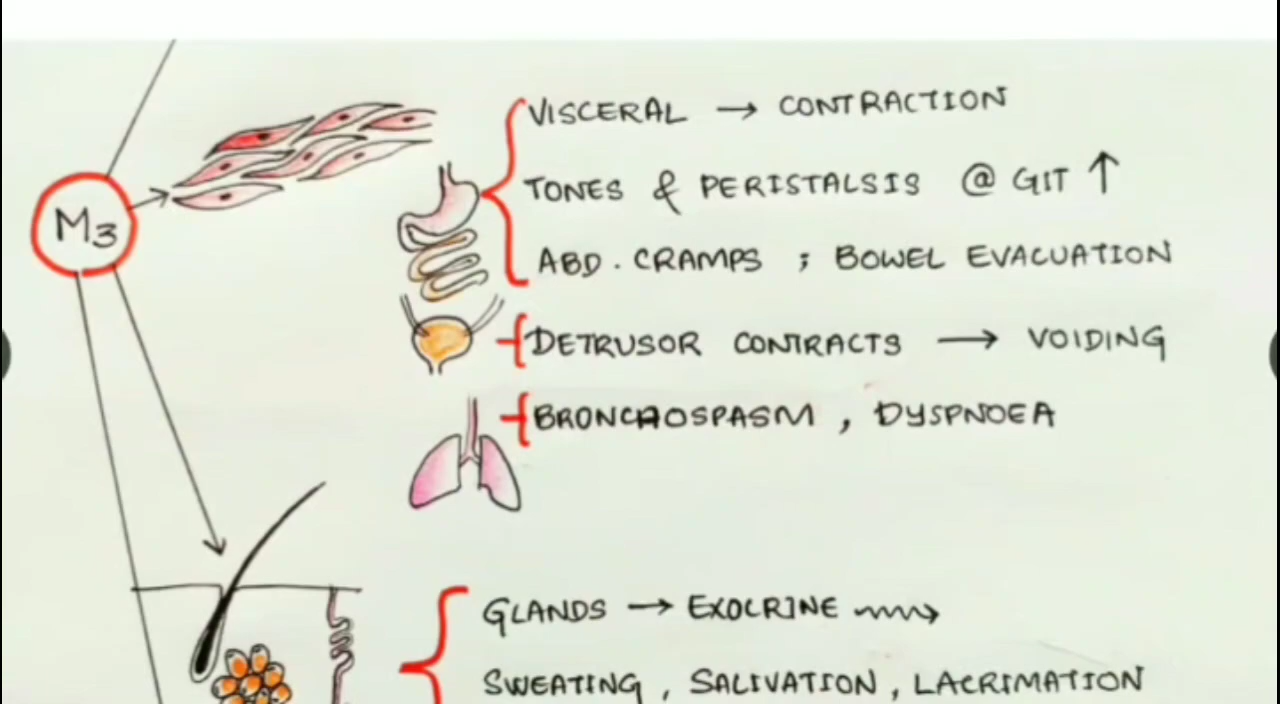 M3
VISCERAL → CONTRACTION
TONES & PERISTALSIS @ GIT ↑
ABD. CRAMPS ; BOWEL EVACUATION
DETRUSOR CONTRACTS → VOIDING
BRONCHOSPASM , DYSPNOEA
GLANDS → EXOCRINE
SWEATING , SALIVATION , LACRIMATION